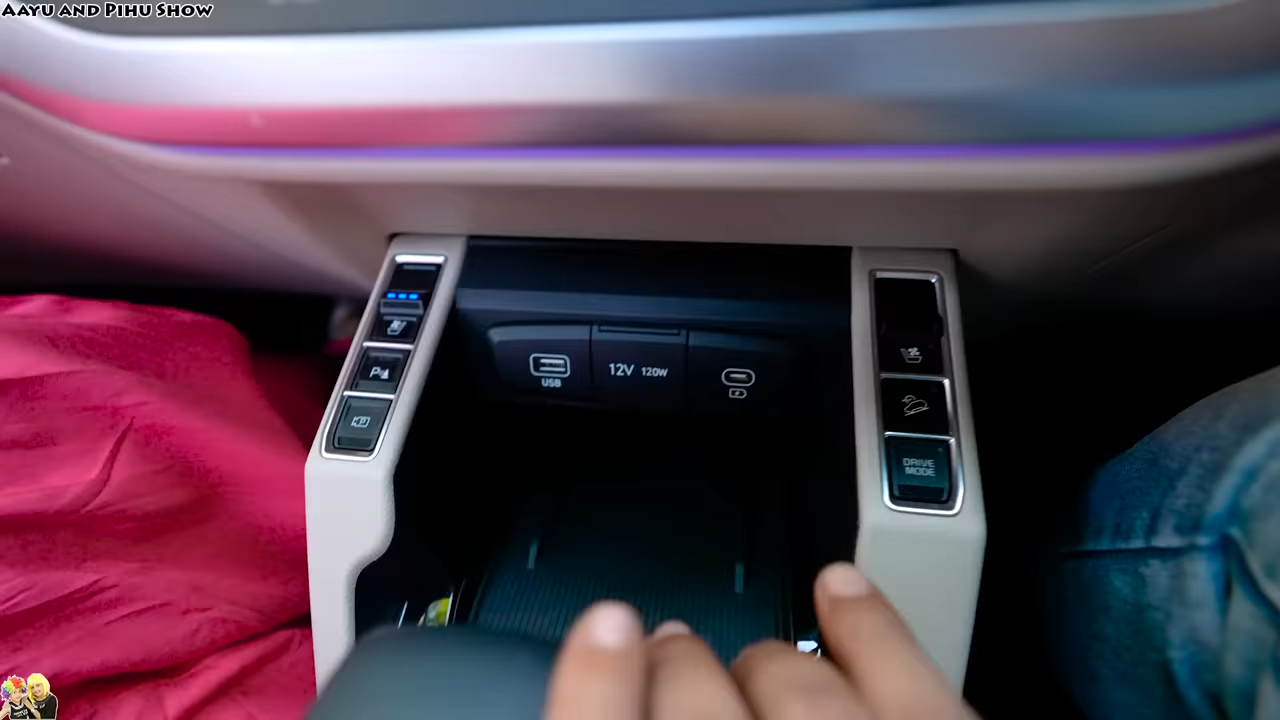 AAYU AND PIHU SHOW
USB
12V 120W
P
P
DRIVE
MODE